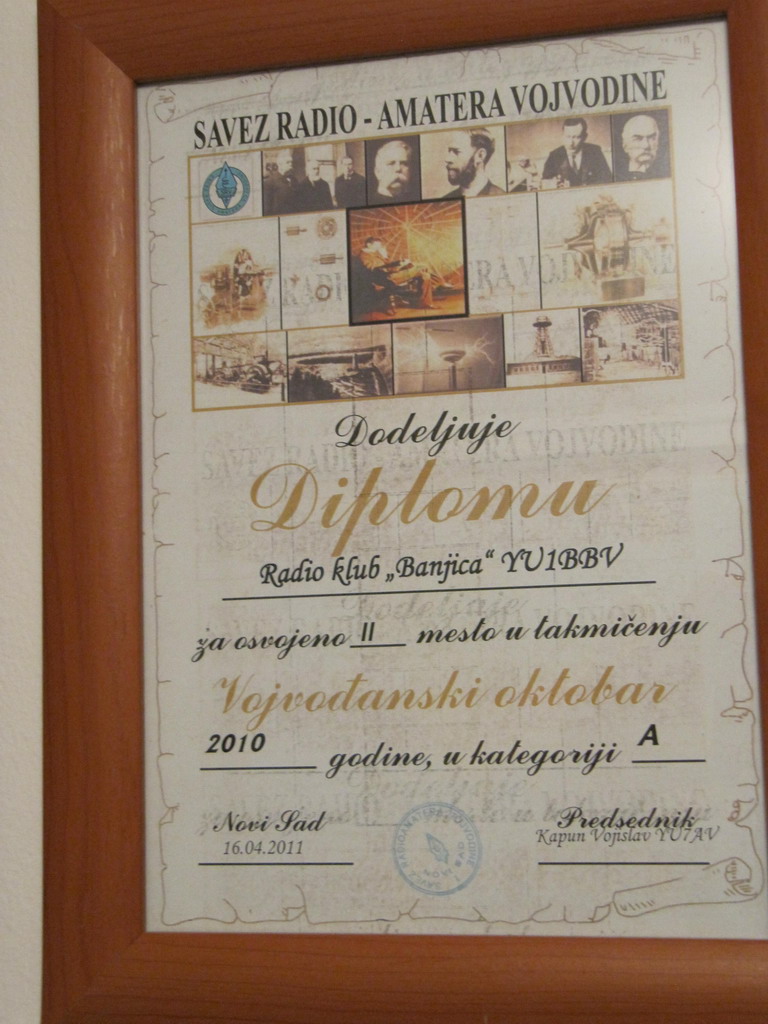 SAVEZ RADIO - AMATERA VOJVODINE
Dodeljuje
Diplomu
Radio klub „Banjica“ YU1BBV
za osvojeno II mesto u takmičenju
Vojvođanski oktobar
2010 godine, u kategoriji A
Novi Sad
16.04.2011
Predsednik
Kapun Vojislav YU7AV